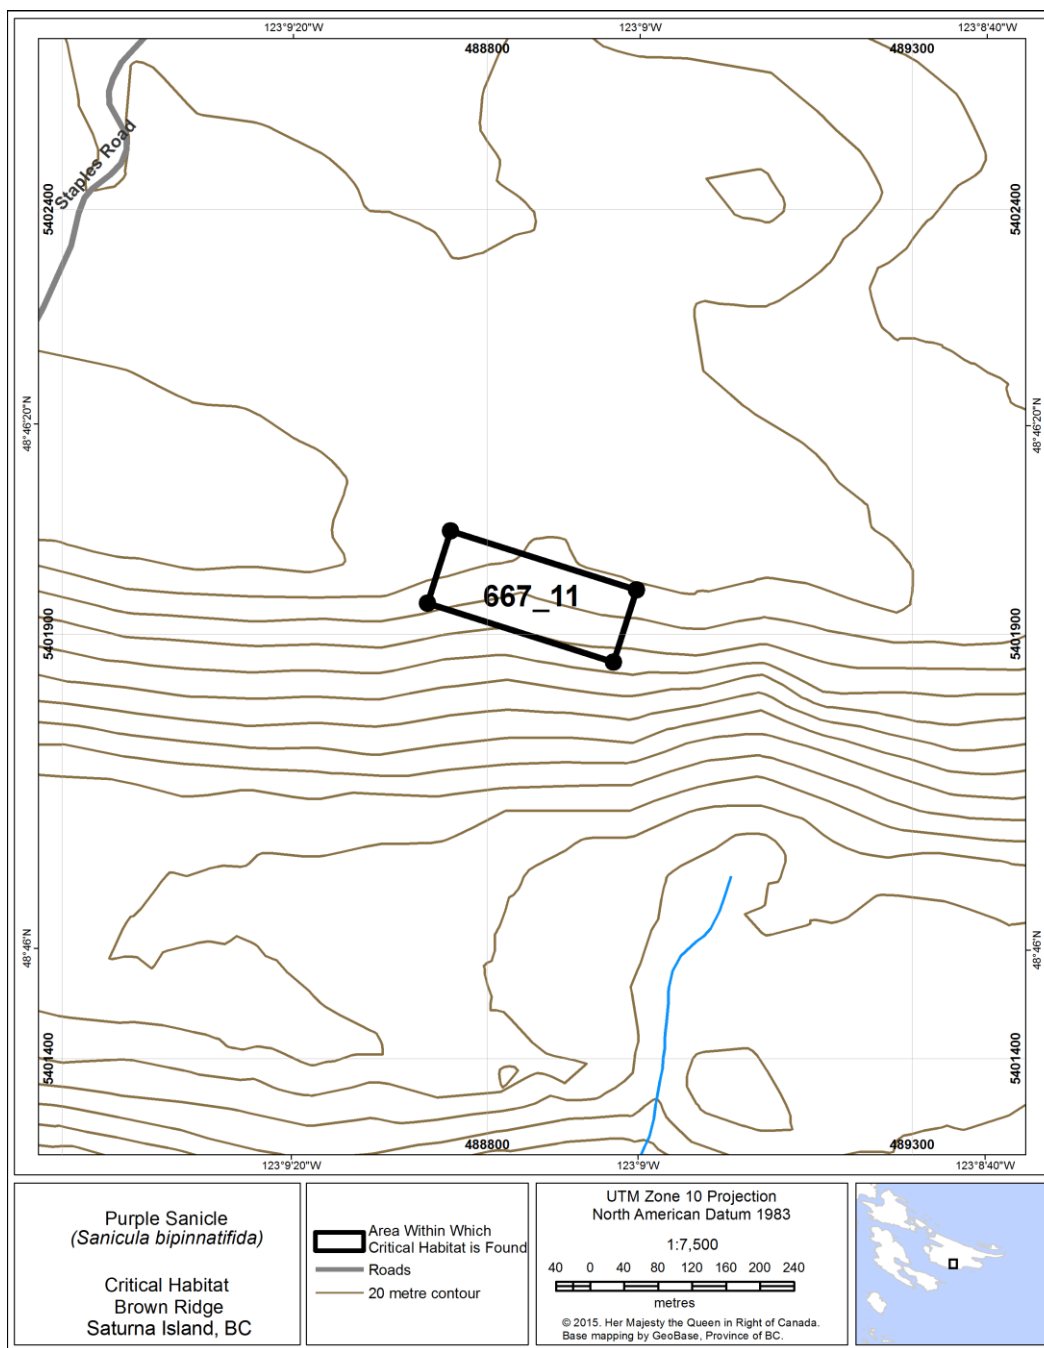 123°9'20"W
123°9'W
123°8'40"W
488800
489300
Staples Road
5402400
5402400
48°46'20"N
48°46'20"N
667_11
5401900
5401900
48°46'N
48°46'N
5401400
5401400
488800
489300
123°9'20"W
123°9'W
123°8'40"W
Purple Sanicle
(Sanicula bipinnatifida)
Critical Habitat
Brown Ridge
Saturna Island, BC
Area Within Which
Critical Habitat is Found
Roads
20 metre contour
UTM Zone 10 Projection
North American Datum 1983
1:7,500
40 0 40 80 120 160 200 240
metres
© 2015. Her Majesty the Queen in Right of Canada.
Base mapping by GeoBase, Province of BC.